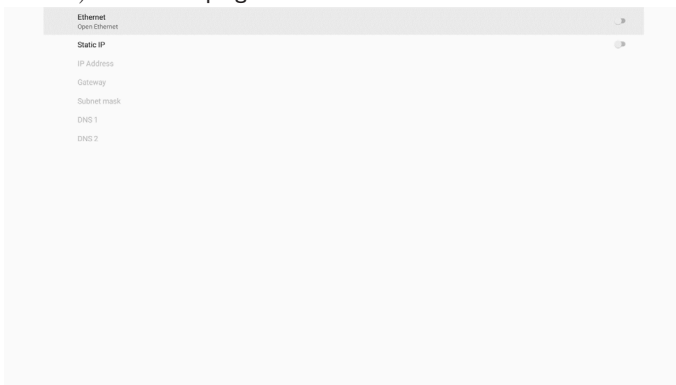 Ethernet
Open Ethernet
Static IP
IP Address
Gateway
Subnet mask
DNS 1
DNS 2